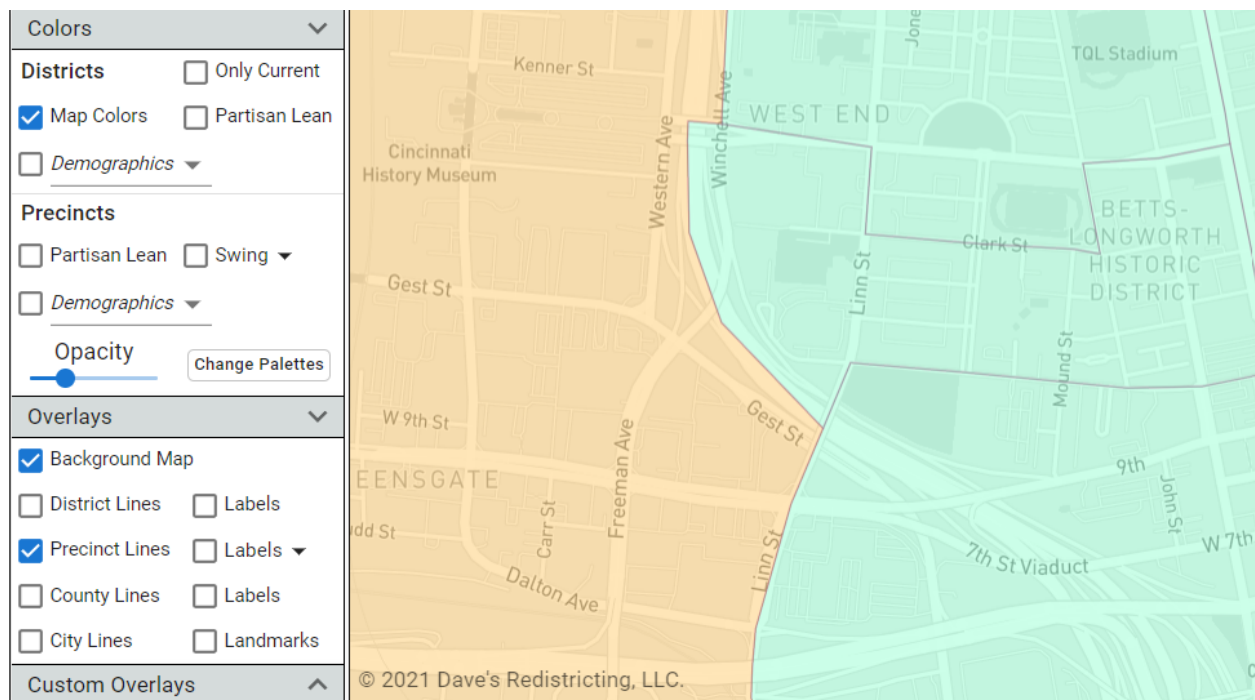 Colors
Districts
Only Current
Map Colors
Partisan Lean
Demographics
Precincts
Partisan Lean
Swing
Demographics
Opacity
Change Palettes
Overlays
Background Map
District Lines
Labels
Precinct Lines
Labels
County Lines
Labels
City Lines
Landmarks
Custom Overlays
Kenner St
Cincinnati
History Museum
Western Ave
Winchell Ave
WEST END
TQL Stadium
BETTS-
LONGWORTH
HISTORIC
DISTRICT
Clark St
Linn St
Gest St
Mound St
W 9th St
Gest St
9th
EENSGATE
Freeman Ave
Carr St
John St
Linn St
7th St Viaduct
W 7th
Dalton Ave
© 2021 Dave's Redistricting, LLC.